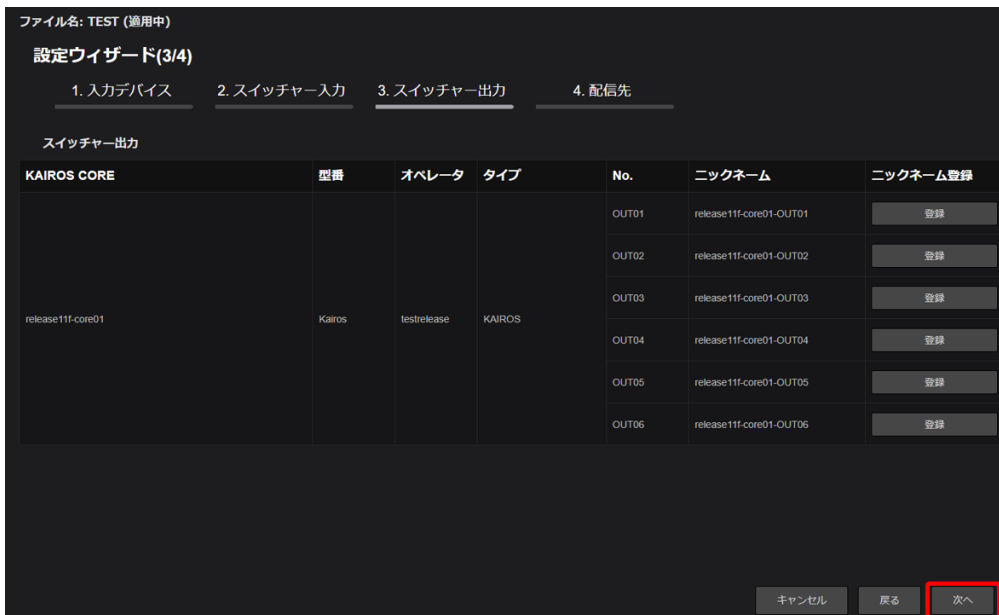 ファイル名: TEST (適用中)
設定ウィザード(3/4)
1. 入力デバイス 2. スイッチャー入力 3. スイッチャー出力 4. 配信先
スイッチャー出力
KAIROS CORE 型番 オペレータ タイプ No. ニックネーム ニックネーム登録
OUT01 release11f-core01-OUT01 登録
OUT02 release11f-core01-OUT02 登録
OUT03 release11f-core01-OUT03 登録
release11f-core01 Kairos testrelease KAIROS
OUT04 release11f-core01-OUT04 登録
OUT05 release11f-core01-OUT05 登録
OUT06 release11f-core01-OUT06 登録
キャンセル 戻る 次へ